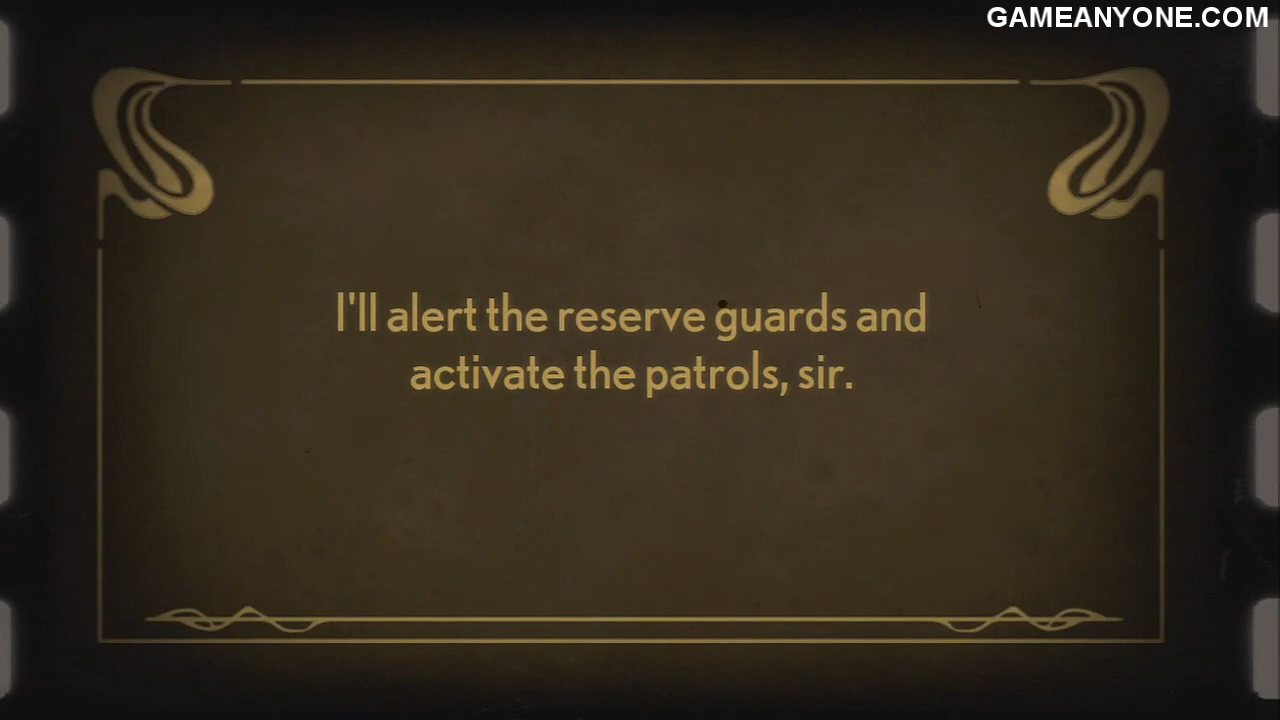 GAMEANYONE.COM
I'll alert the reserve guards and
activate the patrols, sir.